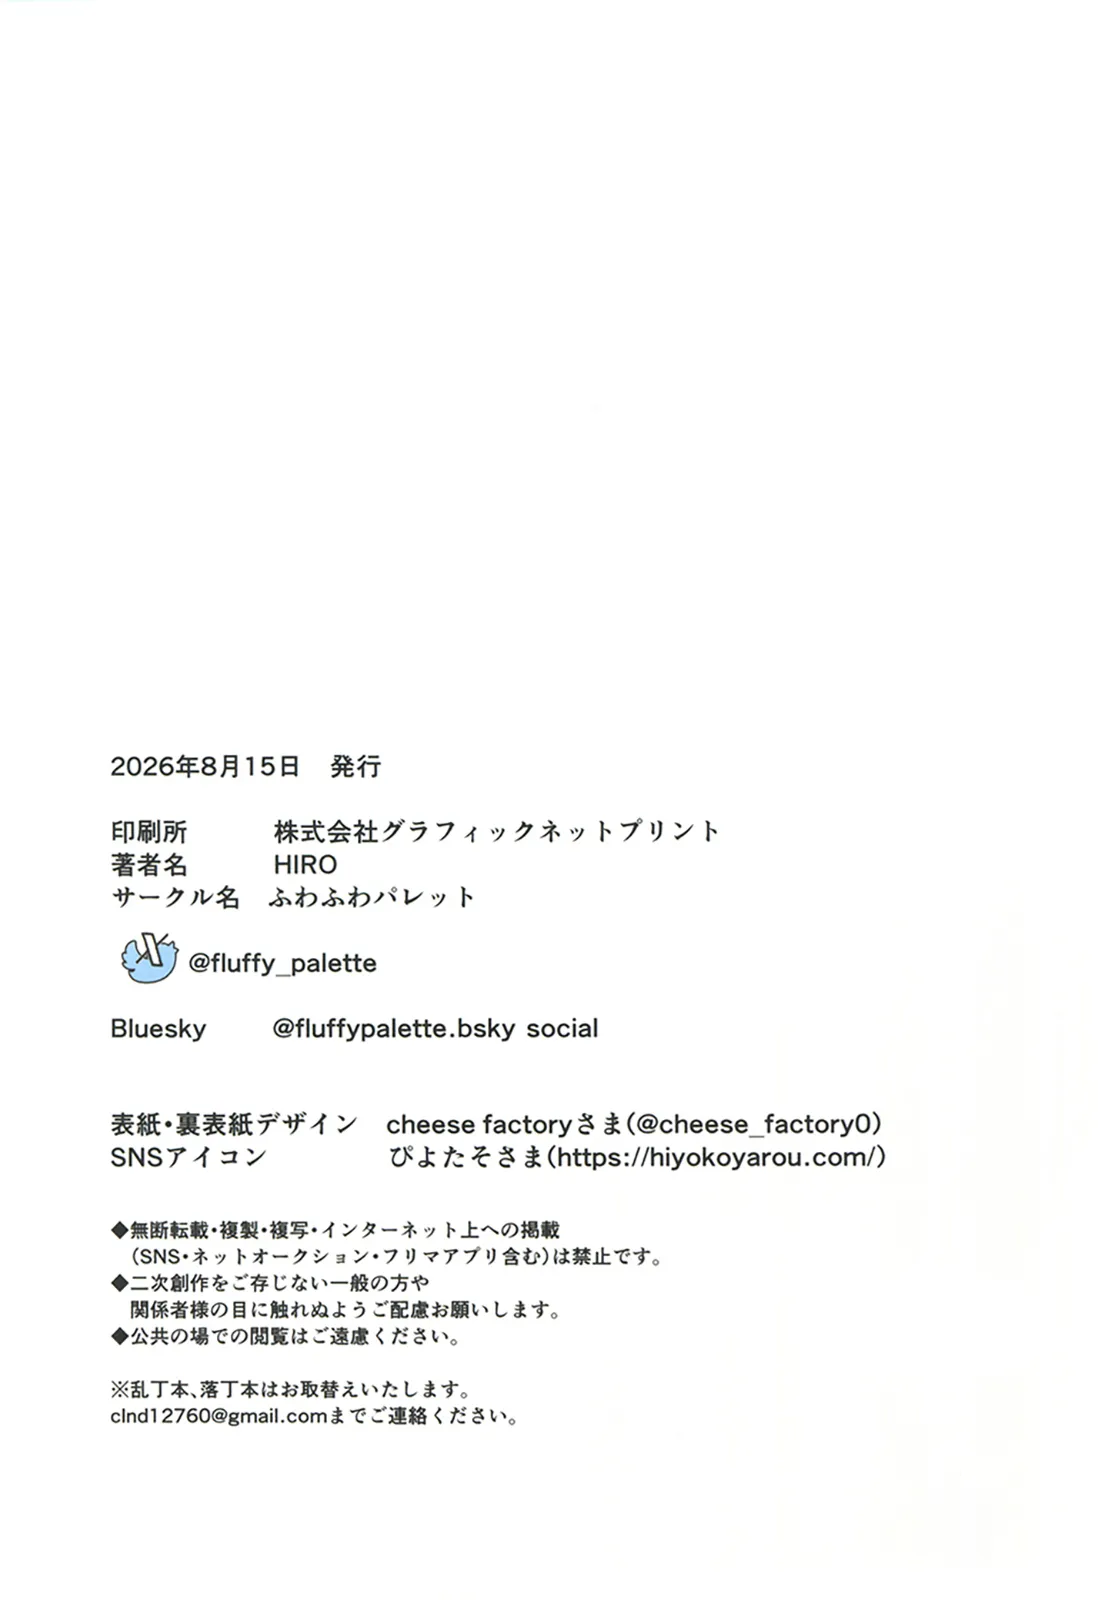 2026年8月15日　発行
印刷所　株式会社グラフィックネットプリント
著者名　HIRO
サークル名　ふわふわパレット
@fluffy_palette
Bluesky　@fluffypalette.bsky social
表紙・裏表紙デザイン　cheese factoryさま(@cheese_factory0)
SNSアイコン　ぴよたそさま(https://hiyokoyarou.com/)
◆無断転載・複製・複写・インターネット上への掲載
(SNS・ネットオークション・フリマアプリ含む)は禁止です。
◆二次創作をご存じない一般の方や
関係者様の目に触れぬようご配慮お願いします。
◆公共の場での閲覧はご遠慮ください。
※乱丁本、落丁本はお取替えいたします。
clnd12760@gmail.comまでご連絡ください。